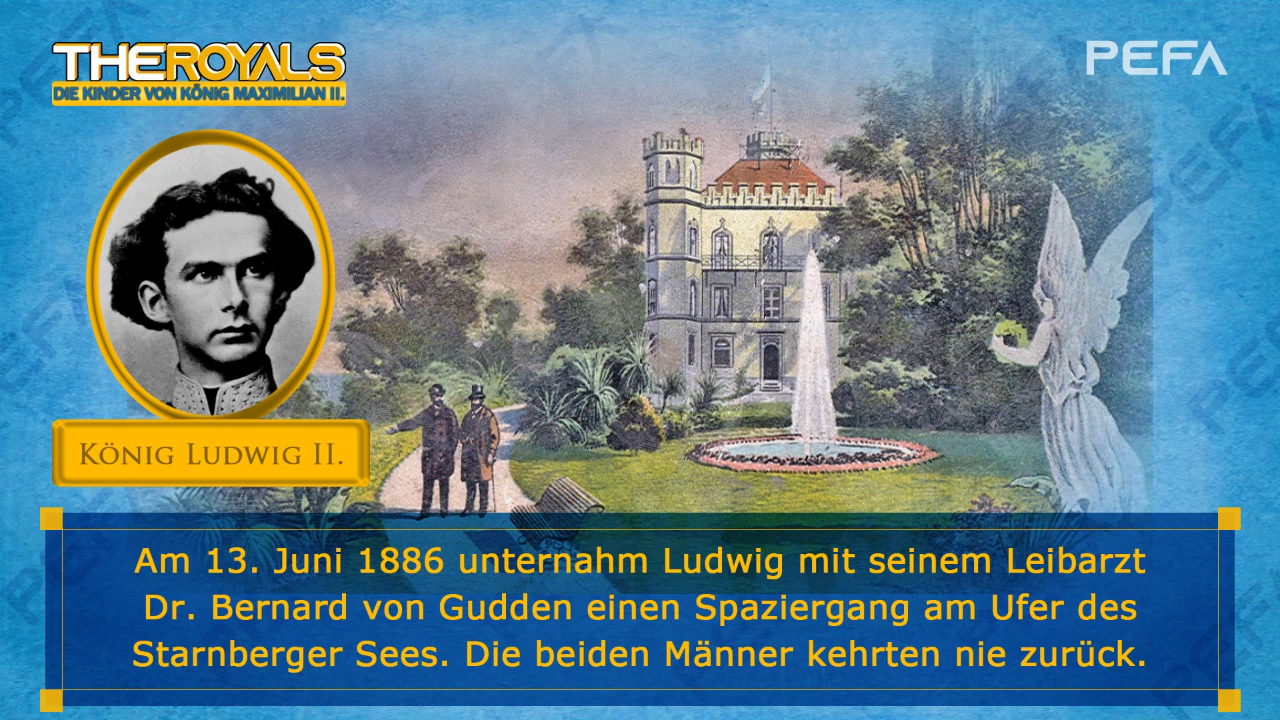 THEROYALS
DIE KINDER VON KÖNIG MAXIMILIAN II.
PEFA
KÖNIG LUDWIG II.
Am 13. Juni 1886 unternahm Ludwig mit seinem Leibarzt
Dr. Bernard von Gudden einen Spaziergang am Ufer des
Starnberger Sees. Die beiden Männer kehrten nie zurück.